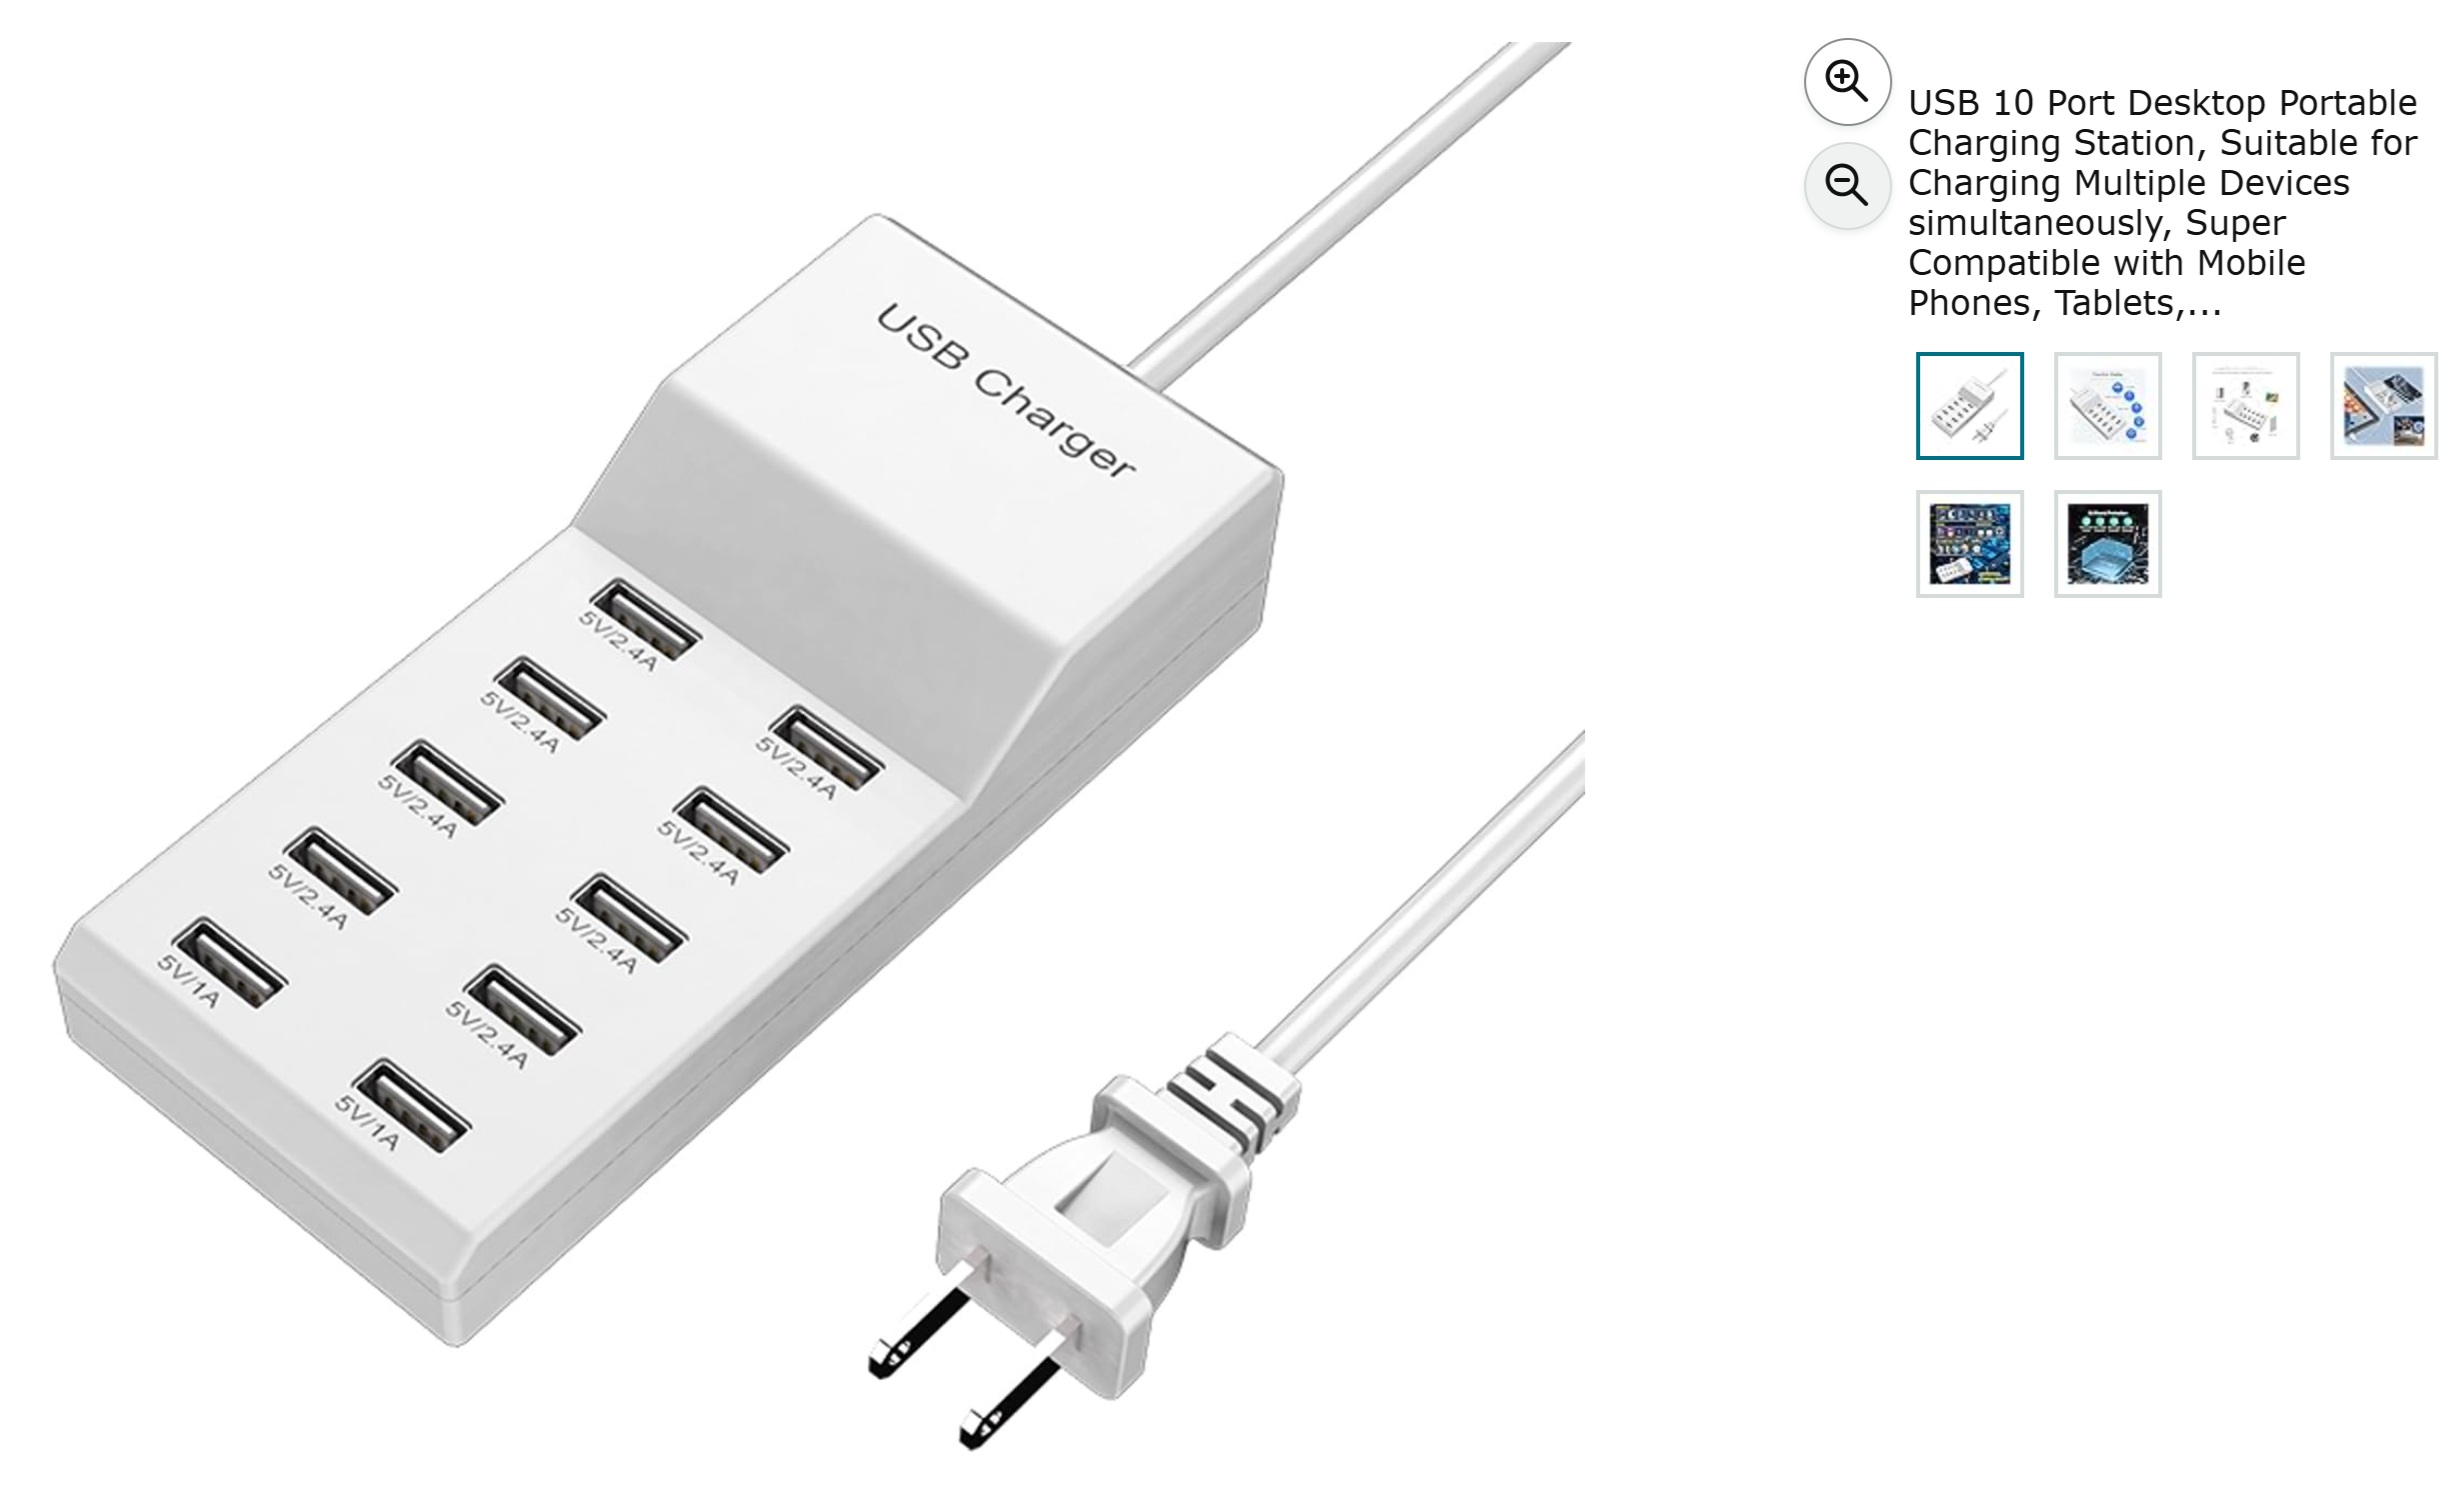 USB Charger
5V/2.4A
5V/2.4A
5V/2.4A
5V/2.4A
5V/2.4A
5V/2.4A
5V/2.4A
5V/1A
5V/2.4A
5V/1A
USB 10 Port Desktop Portable
Charging Station, Suitable for
Charging Multiple Devices
simultaneously, Super
Compatible with Mobile
Phones, Tablets,...